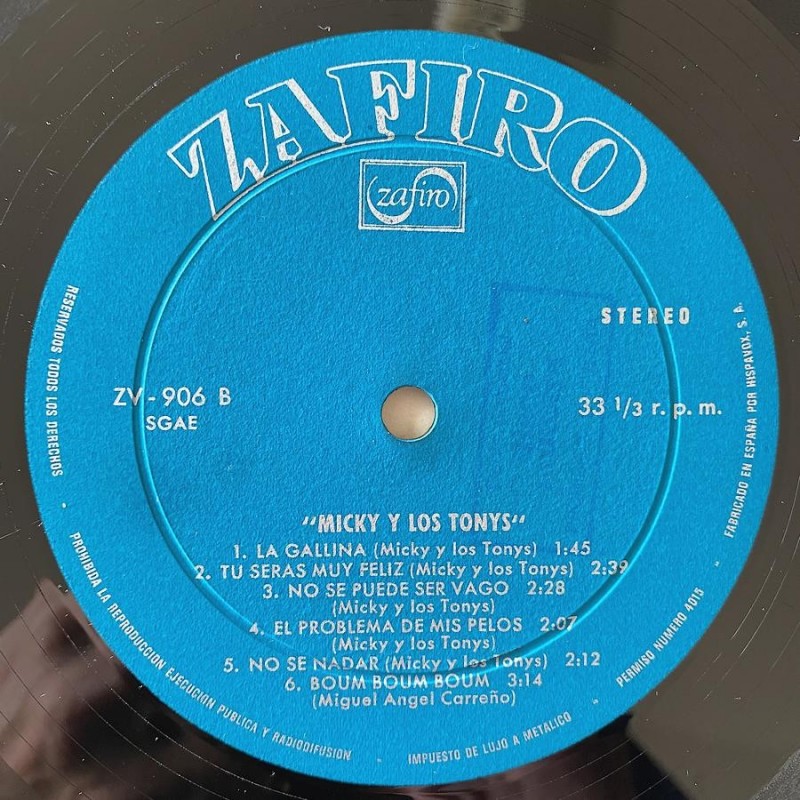 ZAFIRO
zafiro
STEREO
ZV-906 B
SGAE
33 1/3 r. p. m.
"MICKY Y LOS TONYS"
1. LA GALLINA (Micky y los Tonys) 1:45
2. TU SERAS MUY FELIZ (Micky y los Tonys) 2:39
3. NO SE PUEDE SER VAGO 2:28
(Micky y los Tonys)
4. EL PROBLEMA DE MIS PELOS 2:07
(Micky y los Tonys)
5. NO SE NADAR (Micky y los Tonys) 2:12
6. BOUM BOUM BOUM 3:14
(Miguel Angel Carreño)
RESERVADOS TODOS LOS DERECHOS
PROHIBIDA LA REPRODUCCION EJECUCION PUBLICA Y RADIODIFUSION
IMPUESTO DE LUJO A METALICO
PERMISO NUMERO 4015
FABRICADO EN ESPAÑA POR HISPAVOX, S. A.